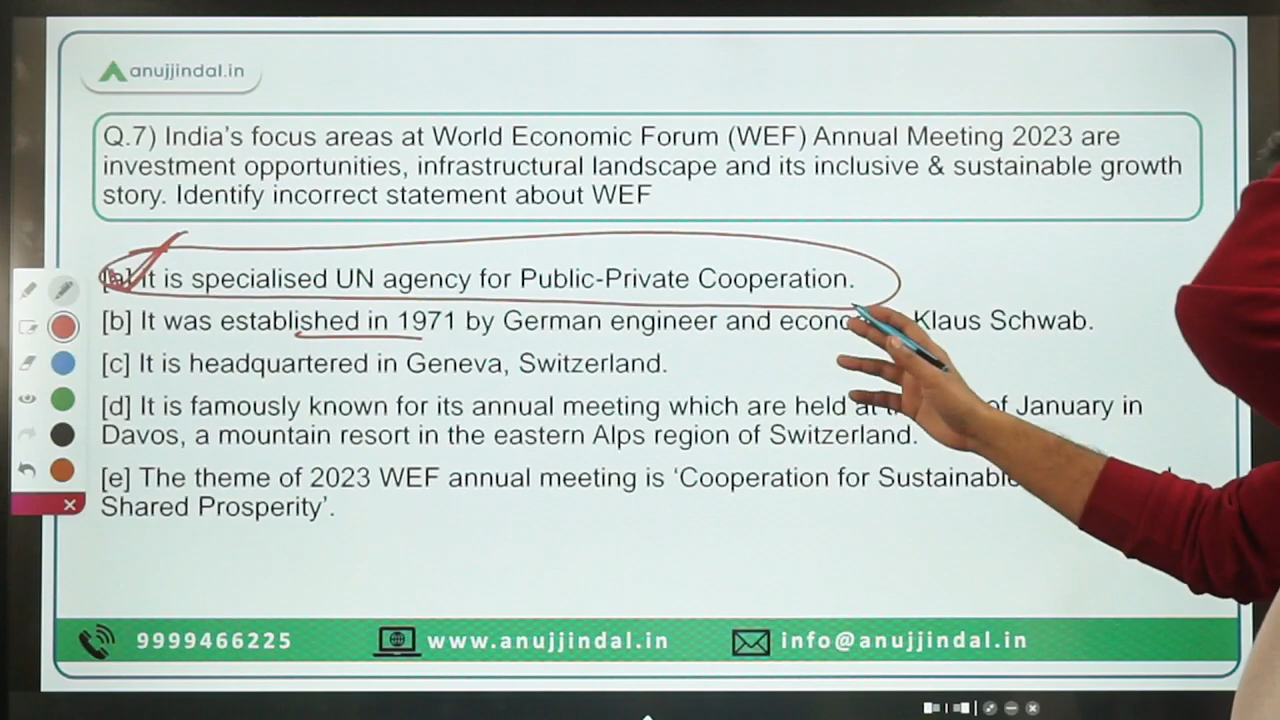 anujjindal.in
Q.7) India's focus areas at World Economic Forum (WEF) Annual Meeting 2023 are
investment opportunities, infrastructural landscape and its inclusive & sustainable growth
story. Identify incorrect statement about WEF
[a] It is specialised UN agency for Public-Private Cooperation.
[b] It was established in 1971 by German engineer and Klaus Schwab.
[c] It is headquartered in Geneva, Switzerland.
[d] It is famously known for its annual meeting which are held at of January in
Davos, a mountain resort in the eastern Alps region of Switzerland.
[e] The theme of 2023 WEF annual meeting is 'Cooperation for
Shared Prosperity'.
9999466225 www.anujjindal.in info@anujjindal.in